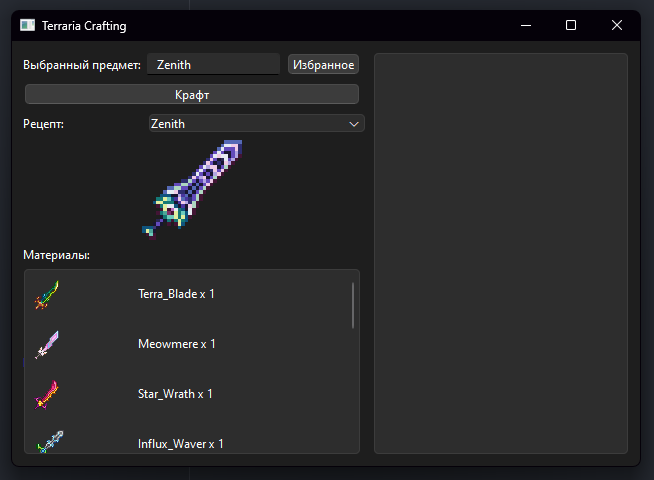 Terraria Crafting
Выбранный предмет: Zenith Избранное
Крафт
Рецепт: Zenith
Материалы:
Terra_Blade x 1
Meowmere x 1
Star_Wrath x 1
Influx_Waver x 1